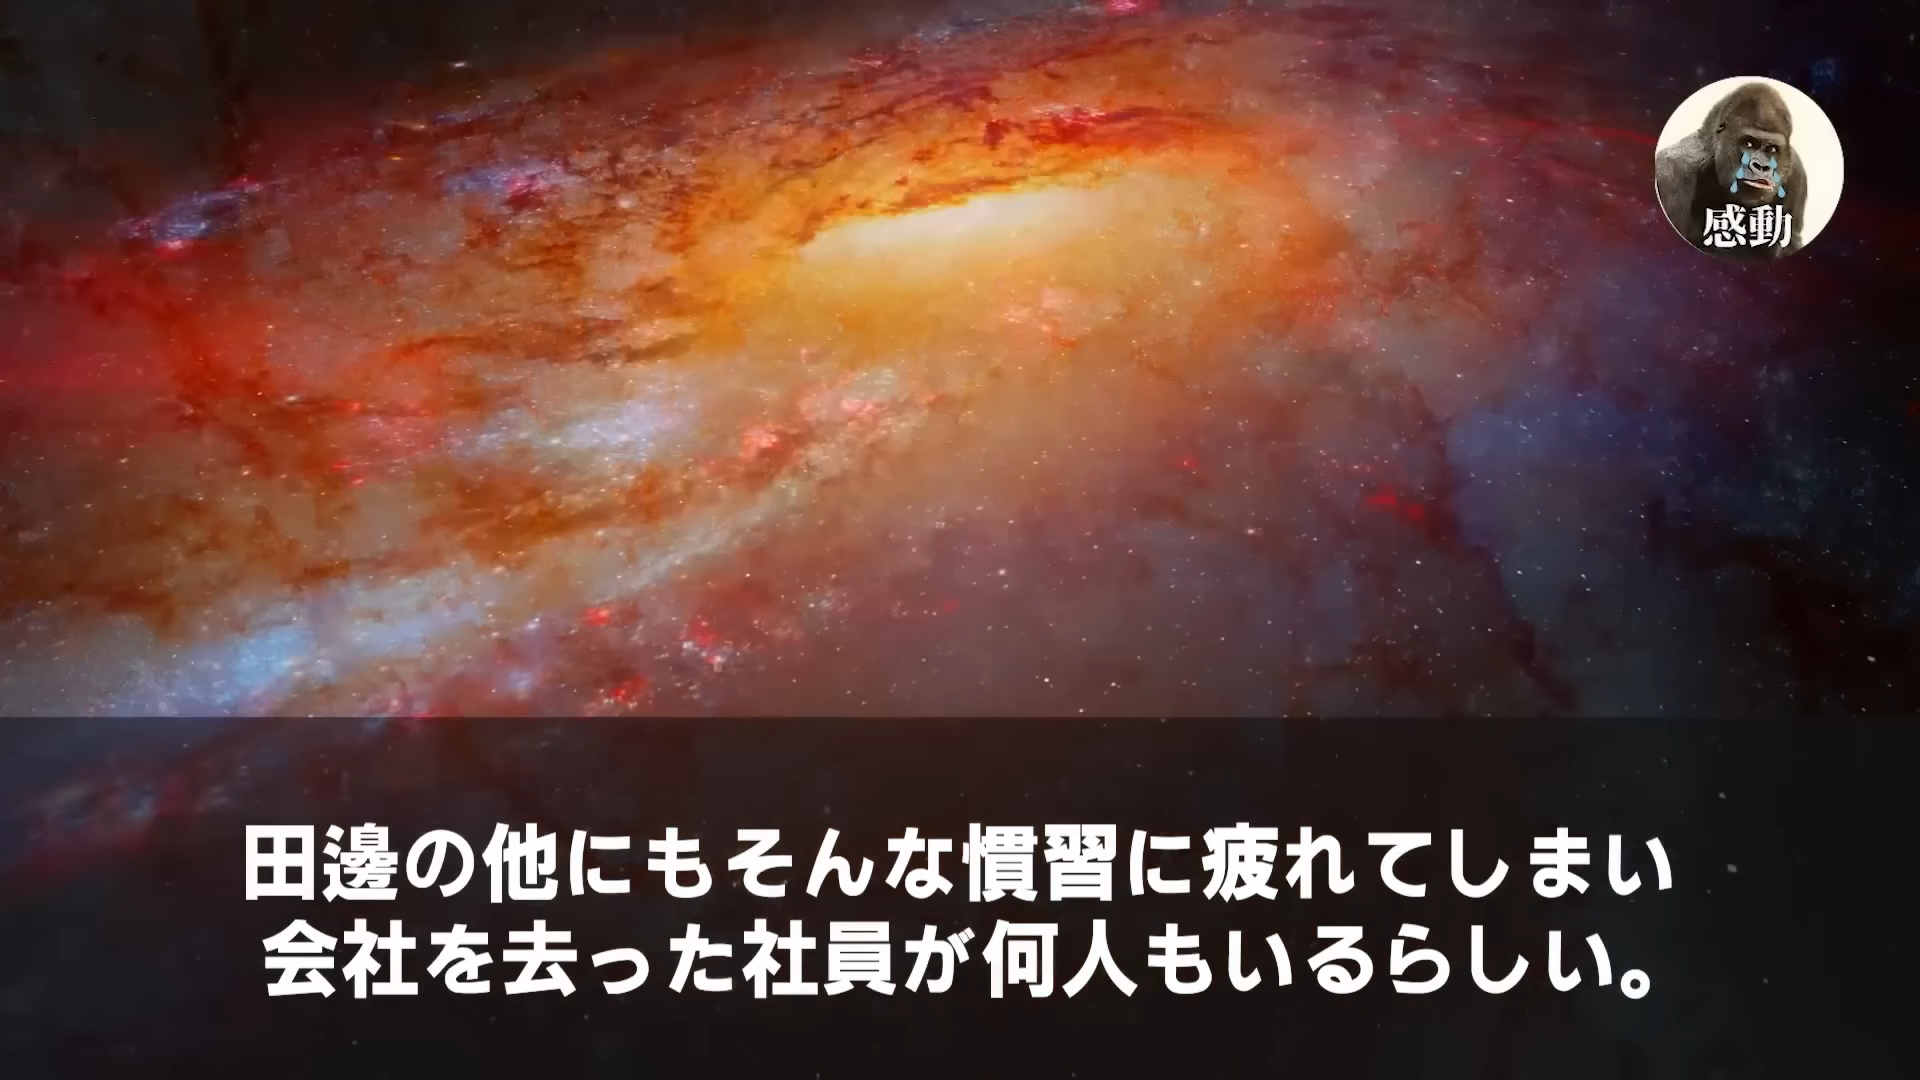 感動
田邊の他にもそんな慣習に疲れてしまい
会社を去った社員が何人もいるらしい。